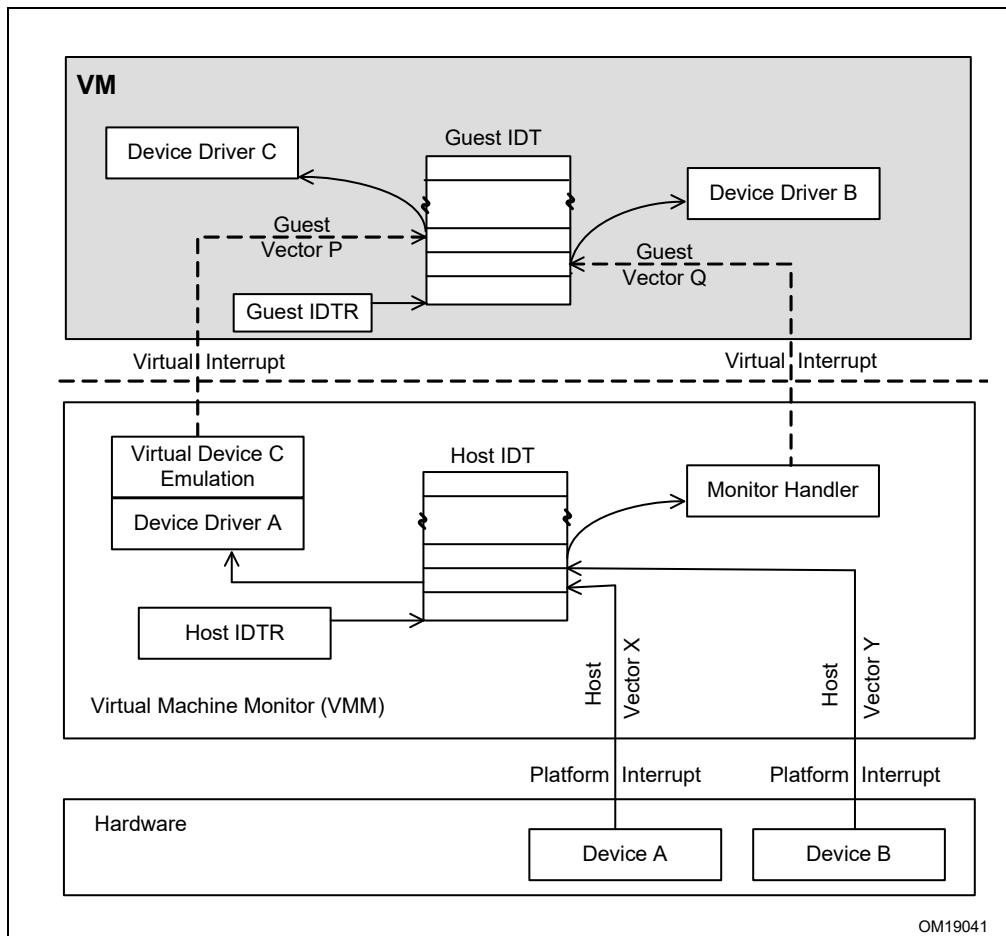 VM
Guest IDT
Device Driver C
Device Driver B
Guest
Vector P
Guest
Vector Q
Guest IDTR
Virtual Interrupt
Virtual Interrupt
Virtual Device C
Emulation
Device Driver A
Host IDT
Monitor Handler
Host IDTR
Host
Vector X
Host
Vector Y
Virtual Machine Monitor (VMM)
Platform Interrupt
Platform Interrupt
Hardware
Device A
Device B
OM19041